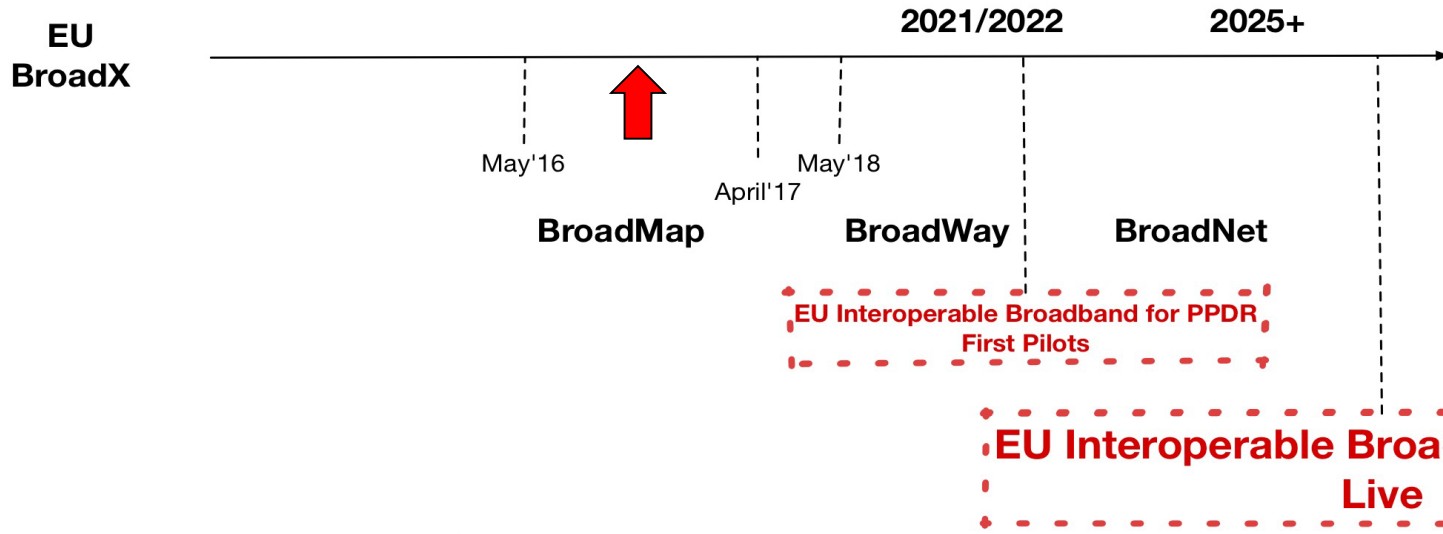 2021/2022
2025+
EU
BroadX
May'16
May'18
April'17
BroadMap
BroadWay
BroadNet
EU Interoperable Broadband for PPDR
First Pilots
EU Interoperable Broa
Live